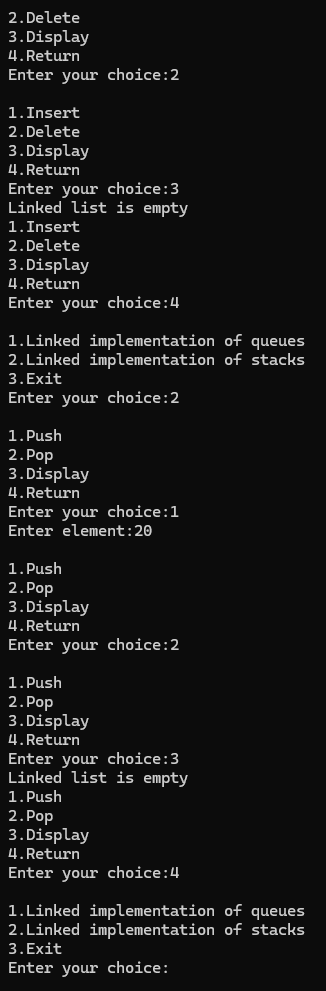 2.Delete
3.Display
4.Return
Enter your choice:2
1.Insert
2.Delete
3.Display
4.Return
Enter your choice:3
Linked list is empty
1.Insert
2.Delete
3.Display
4.Return
Enter your choice:4
1.Linked implementation of queues
2.Linked implementation of stacks
3.Exit
Enter your choice:2
1.Push
2.Pop
3.Display
4.Return
Enter your choice:1
Enter element:20
1.Push
2.Pop
3.Display
4.Return
Enter your choice:2
1.Push
2.Pop
3.Display
4.Return
Enter your choice:3
Linked list is empty
1.Push
2.Pop
3.Display
4.Return
Enter your choice:4
1.Linked implementation of queues
2.Linked implementation of stacks
3.Exit
Enter your choice: